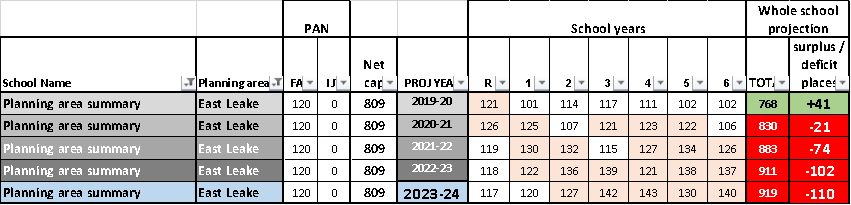 PAN School years Whole school projection
School Name Planning area FA IJ Net cap PROJ YEA R 1 2 3 4 5 6 TOTA surplus / deficit places
Planning area summary East Leake 120 0 809 2019-20 121 101 114 117 111 102 102 768 +41
Planning area summary East Leake 120 0 809 2020-21 126 125 107 121 123 122 106 830 -21
Planning area summary East Leake 120 0 809 2021-22 119 130 132 115 127 134 126 883 -74
Planning area summary East Leake 120 0 809 2022-23 118 122 136 139 121 138 137 911 -102
Planning area summary East Leake 120 0 809 2023-24 117 120 127 142 143 130 140 919 -110